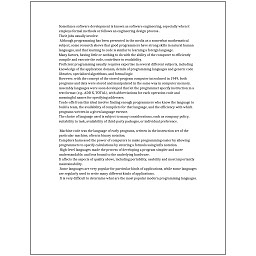 Sometimes software development is known as software engineering, especially when it
employs formal methods or follows an engineering design process.
Their jobs usually involve:
Although programming has been presented in the media as a somewhat mathematical
subject, some research shows that good programmers have strong skills in natural human
languages, and that learning to code is similar to learning a foreign language.
Many factors, having little or nothing to do with the ability of the computer to efficiently
compile and execute the code, contribute to readability.
Proficient programming usually requires expertise in several different subjects, including
knowledge of the application domain, details of programming languages and generic code
libraries, specialized algorithms, and formal logic.
However, with the concept of the stored-program computer introduced in 1949, both
programs and data were stored and manipulated in the same way in computer memory.
Assembly languages were soon developed that let the programmer specify instruction in a
text format (e.g., ADD X, TOTAL), with abbreviations for each operation code and
meaningful names for specifying addresses.
Trade-offs from this ideal involve finding enough programmers who know the language to
build a team, the availability of compilers for that language, and the efficiency with which
programs written in a given language execute.
The choice of language used is subject to many considerations, such as company policy,
suitability to task, availability of third-party packages, or individual preference.
Machine code was the language of early programs, written in the instruction set of the
particular machine, often in binary notation.
Compilers harnessed the power of computers to make programming easier by allowing
programmers to specify calculations by entering a formula using infix notation.
High-level languages made the process of developing a program simpler and more
understandable, and less bound to the underlying hardware.
It affects the aspects of quality above, including portability, usability and most importantly
maintainability.
Some languages are very popular for particular kinds of applications, while some languages
are regularly used to write many different kinds of applications.
It is very difficult to determine what are the most popular modern programming languages.